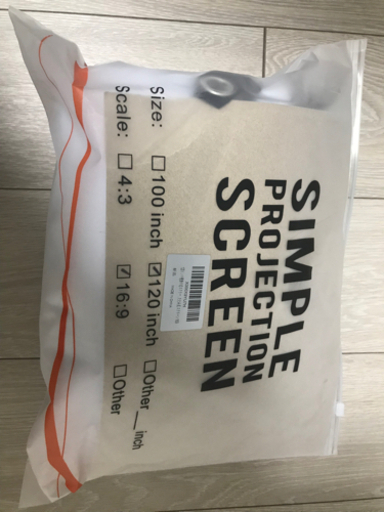 SIMPLE
PROJECTION
SCREEN
Size: ☐ 100 inch ☑ 120 inch ☐ Other__inch
Scale: ☐ 4:3 ☑ 16:9 ☐ Other